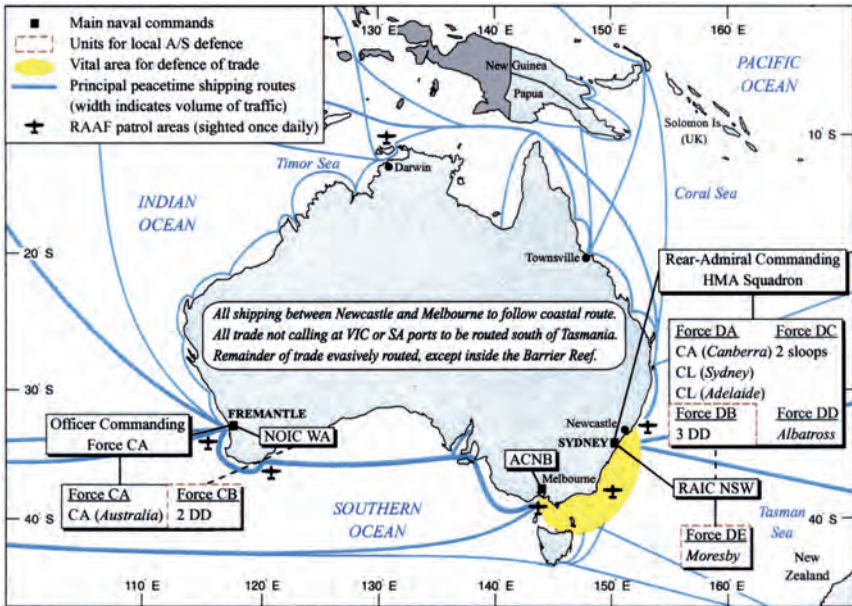 130 E
140 E
150 E
160 E
Main naval commands
Units for local A/S defence
Vital area for defence of trade
Principal peacetime shipping routes
(width indicates volume of traffic)
RAAF patrol areas (sighted once daily)
New Guinea
Papua
PACIFIC
OCEAN
Solomon Is
(UK)
10 S
Timor Sea
Darwin
INDIAN
OCEAN
Coral Sea
20 S
20 S
Townsville
Rear-Admiral Commanding
HMA Squadron
All shipping between Newcastle and Melbourne to follow coastal route.
All trade not calling at VIC or SA ports to be routed south of Tasmania.
Remainder of trade evasively routed, except inside the Barrier Reef.
Force DA Force DC
CA (Canberra) 2 sloops
CL (Sydney)
CL (Adelaide)
Force DB Force DD
3 DD Albatross
30 S
30 S
Officer Commanding
Force CA
FREMANTLE
NOIC WA
Newcastle
SYDNEY
ACNB
Melbourne
RAIC NSW
Force CA
CA (Australia)
Force CB
2 DD
SOUTHERN
OCEAN
Force DE
Moresby
Tasman
Sea
40 S
40 S
New
Zealand
110 E
120 E
130 E
140 E
150 E
160 E